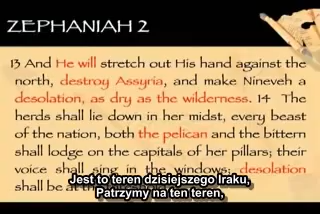 ZEPHANIAH 2
13 And He will stretch out His hand against the
north, destroy Assyria, and make Nineveh a
desolation, as dry as the wilderness. 14 The
herds shall lie down in her midst, every beast
of the nation, both the pelican and the bittern
shall lodge on the capitals of her pillars; their
voice shall sing in the windows; desolation
shall be at
Jest to teren dzisiejszego Iraku,
Patrzymy na ten teren,